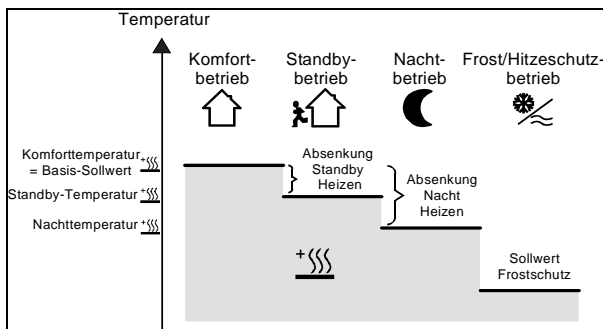 Temperatur
Komfort-
betrieb
Standby-
betrieb
Nacht-
betrieb
Frost/Hitzeschutz-
betrieb
Komforttemperatur
= Basis-Sollwert
Standby-Temperatur
Nachttemperatur
Absenkung
Standby
Heizen
Absenkung
Nacht
Heizen
Sollwert
Frostschutz